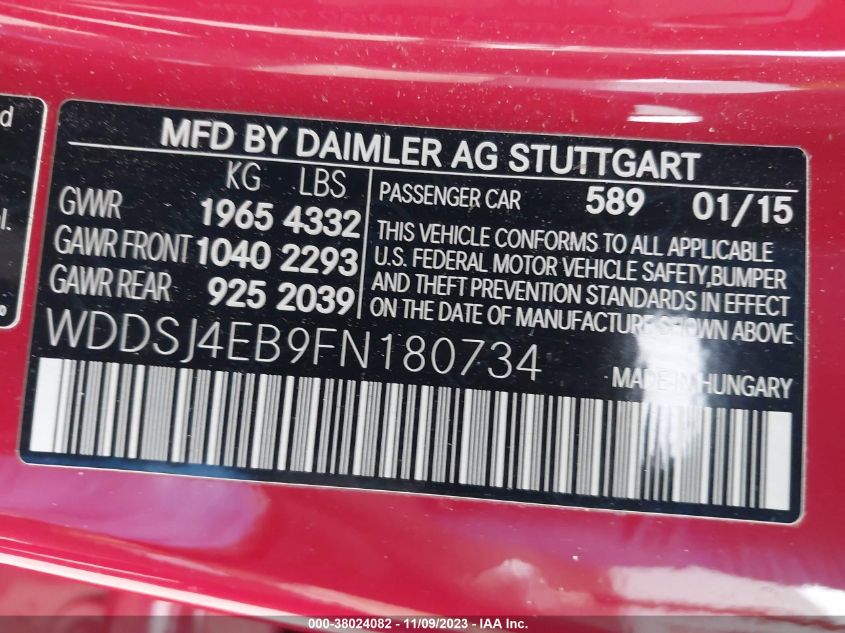 d
l.
MFD BY DAIMLER AG STUTTGART
KG LBS
GVWR 1965 4332
GAWR FRONT 1040 2293
GAWR REAR 925 2039
PASSENGER CAR 589 01/15
THIS VEHICLE CONFORMS TO ALL APPLICABLE
U.S. FEDERAL MOTOR VEHICLE SAFETY,BUMPER
AND THEFT PREVENTION STANDARDS IN EFFECT
ON THE DATE OF MANUFACTURE SHOWN ABOVE
WDDSJ4EB9FN180734
MADE IN HUNGARY
000-38024082 - 11/09/2023 - IAA, Inc.